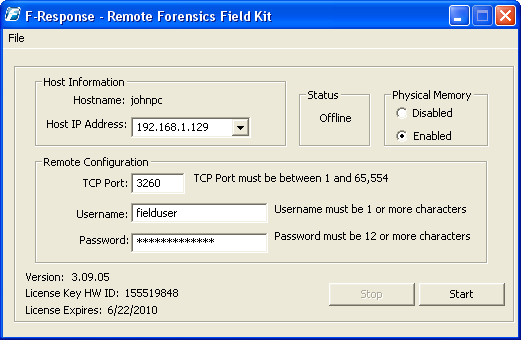 F-Response - Remote Forensics Field Kit
File
Host Information
Hostname: johnpc
Host IP Address: 192.168.1.129
Status
Offline
Physical Memory
Disabled
Enabled
Remote Configuration
TCP Port: 3260 TCP Port must be between 1 and 65,554
Username: fielduser Username must be 1 or more characters
Password: ************* Password must be 12 or more characters
Version: 3.09.05
License Key HW ID: 155519848
License Expires: 6/22/2010
Stop
Start